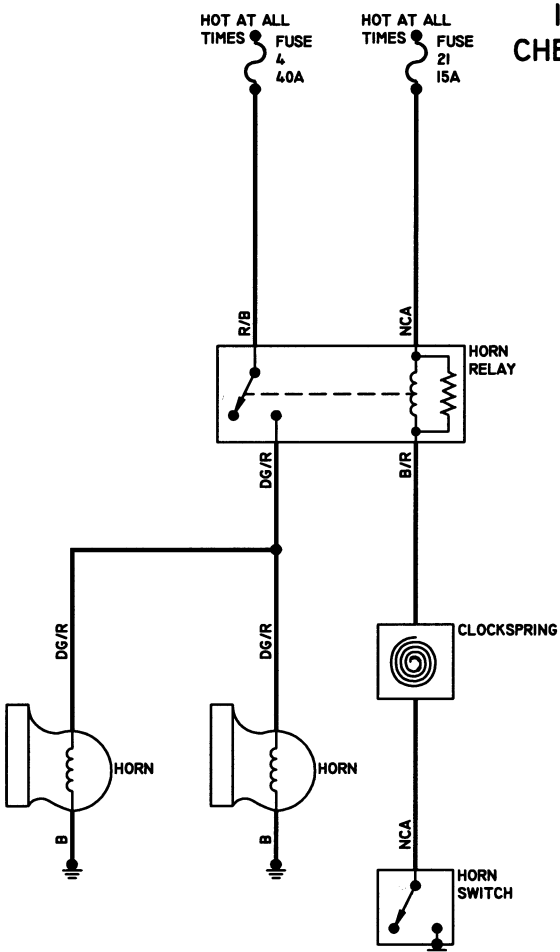 HOT AT ALL
TIMES
FUSE
4
40A
HOT AT ALL
TIMES
FUSE
21
15A
R/B
NCA
HORN
RELAY
DG/R
B/R
DG/R
DG/R
CLOCKSPRING
HORN
HORN
B
B
NCA
HORN
SWITCH